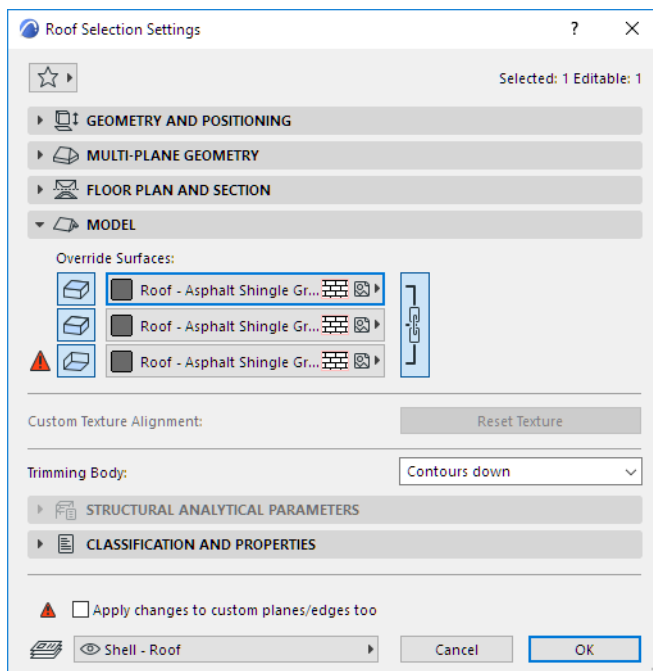 Roof Selection Settings
Selected: 1 Editable: 1
GEOMETRY AND POSITIONING
MULTI-PLANE GEOMETRY
FLOOR PLAN AND SECTION
MODEL
Override Surfaces:
Roof - Asphalt Shingle Gr...
Roof - Asphalt Shingle Gr...
Roof - Asphalt Shingle Gr...
Custom Texture Alignment: Reset Texture
Trimming Body: Contours down
STRUCTURAL ANALYTICAL PARAMETERS
CLASSIFICATION AND PROPERTIES
Apply changes to custom planes/edges too
Shell - Roof Cancel OK